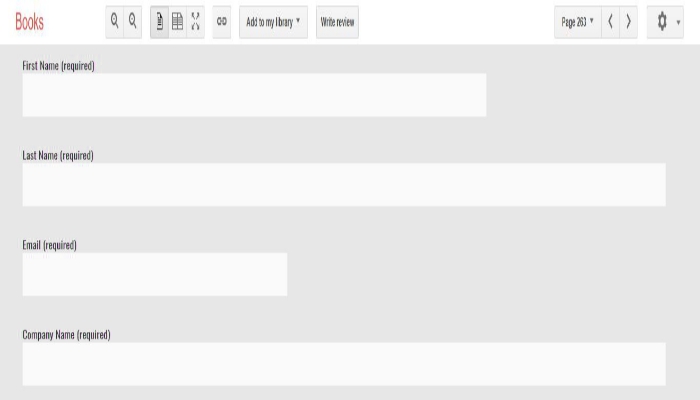 Books
Add to my library
Write review
Page 263
First Name (required)
Last Name (required)
Email (required)
Company Name (required)